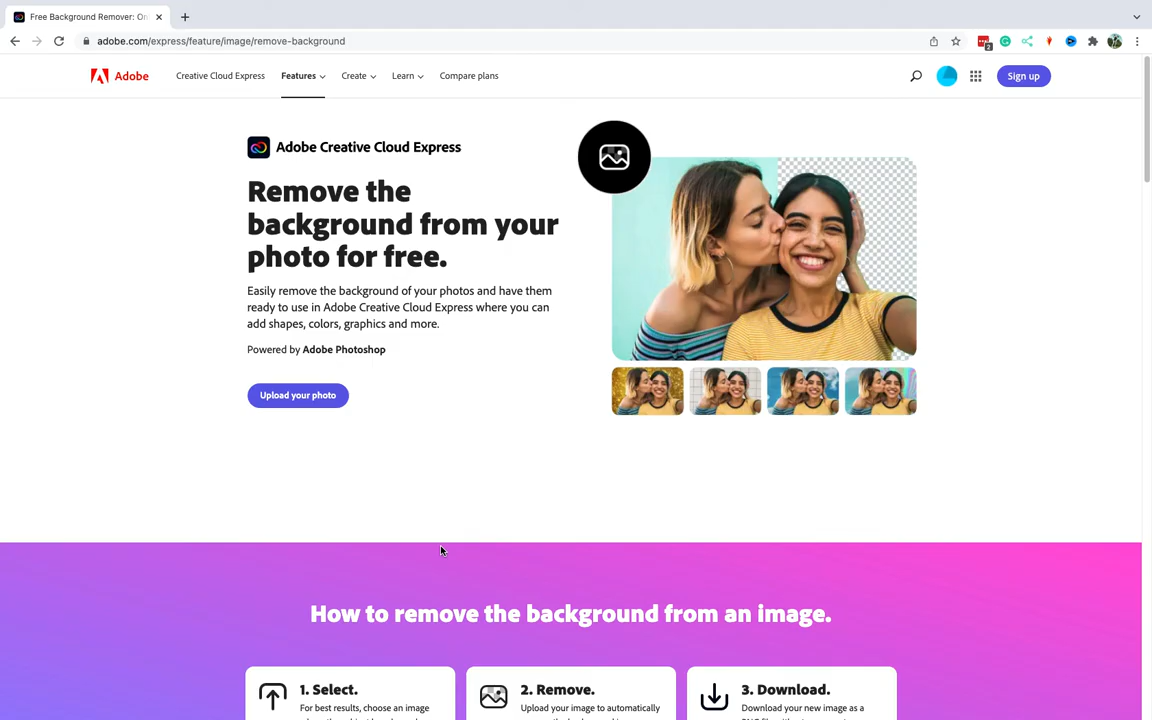 Free Background Remover: On
adobe.com/express/feature/image/remove-background
2
Adobe
Creative Cloud Express
Features
Create
Learn
Compare plans
Sign up
Adobe Creative Cloud Express
Remove the
background from your
photo for free.
Easily remove the background of your photos and have them
ready to use in Adobe Creative Cloud Express where you can
add shapes, colors, graphics and more.
Powered by Adobe Photoshop
Upload your photo
How to remove the background from an image.
1. Select.
For best results, choose an image
2. Remove.
Upload your image to automatically
3. Download.
Download your new image as a